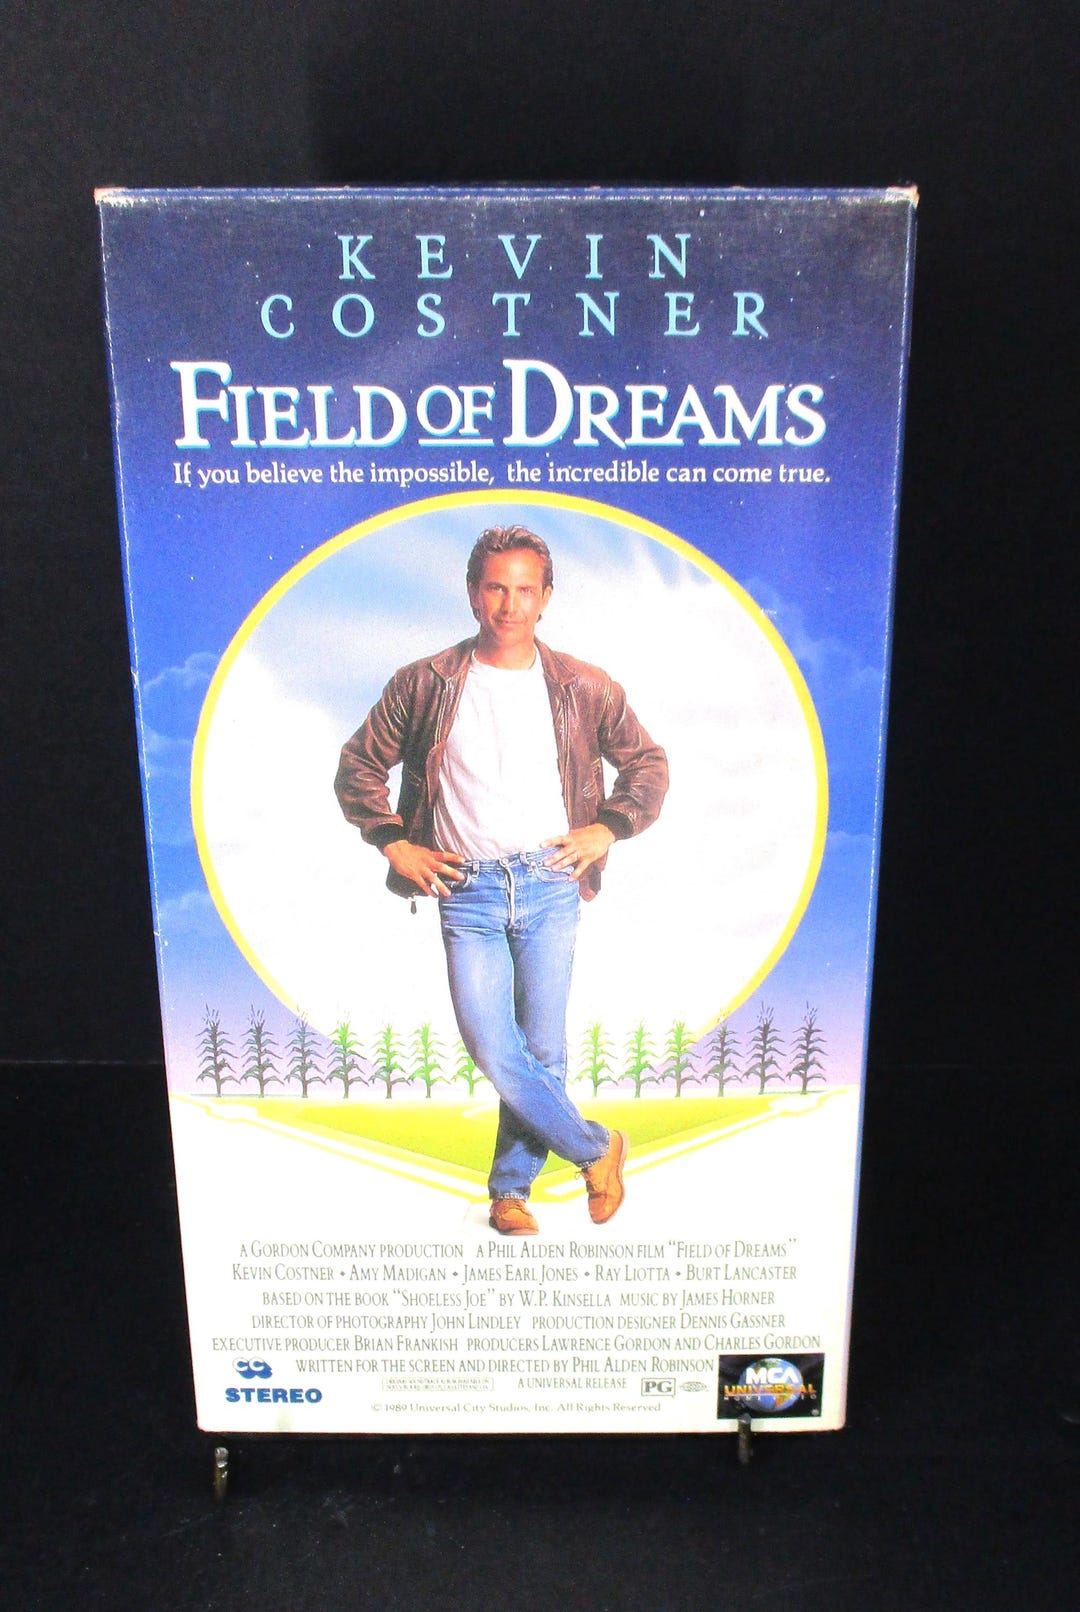 KEVIN
COSTNER
FIELD OF DREAMS
If you believe the impossible, the incredible can come true.
A GORDON COMPANY PRODUCTION A PHIL ALDEN ROBINSON FILM "FIELD OF DREAMS"
KEVIN COSTNER • AMY MADIGAN • JAMES EARL JONES • RAY LIOTTA • BURT LANCASTER
BASED ON THE BOOK "SHOELESS JOE" BY W.P. KINSELLA MUSIC BY JAMES HORNER
DIRECTOR OF PHOTOGRAPHY JOHN LINDLEY PRODUCTION DESIGNER DENNIS GASSNER
EXECUTIVE PRODUCER BRIAN FRANKISH PRODUCERS LAWRENCE GORDON AND CHARLES GORDON
CC WRITTEN FOR THE SCREEN AND DIRECTED BY PHIL ALDEN ROBINSON
STEREO A UNIVERSAL RELEASE PG
MCA
UNIVERSAL
© 1989 Universal City Studios, Inc. All Rights Reserved